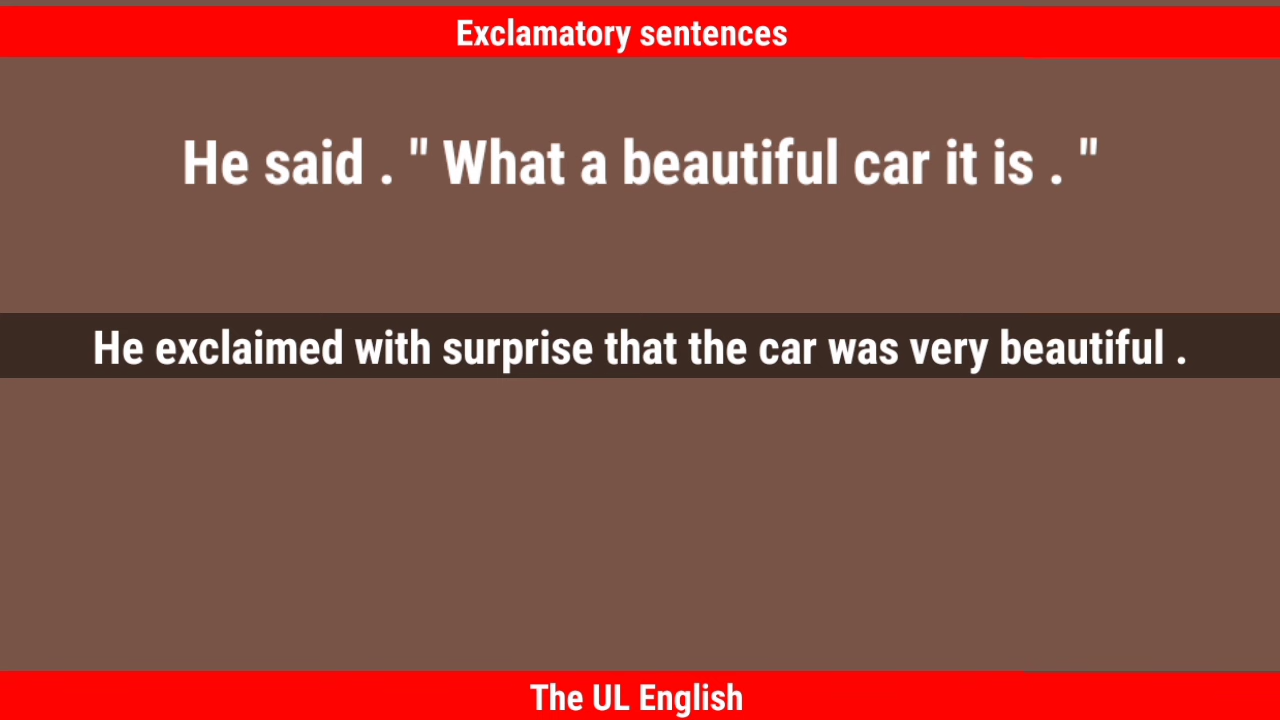 Exclamatory sentences
He said . " What a beautiful car it is . "
He exclaimed with surprise that the car was very beautiful .
The UL English